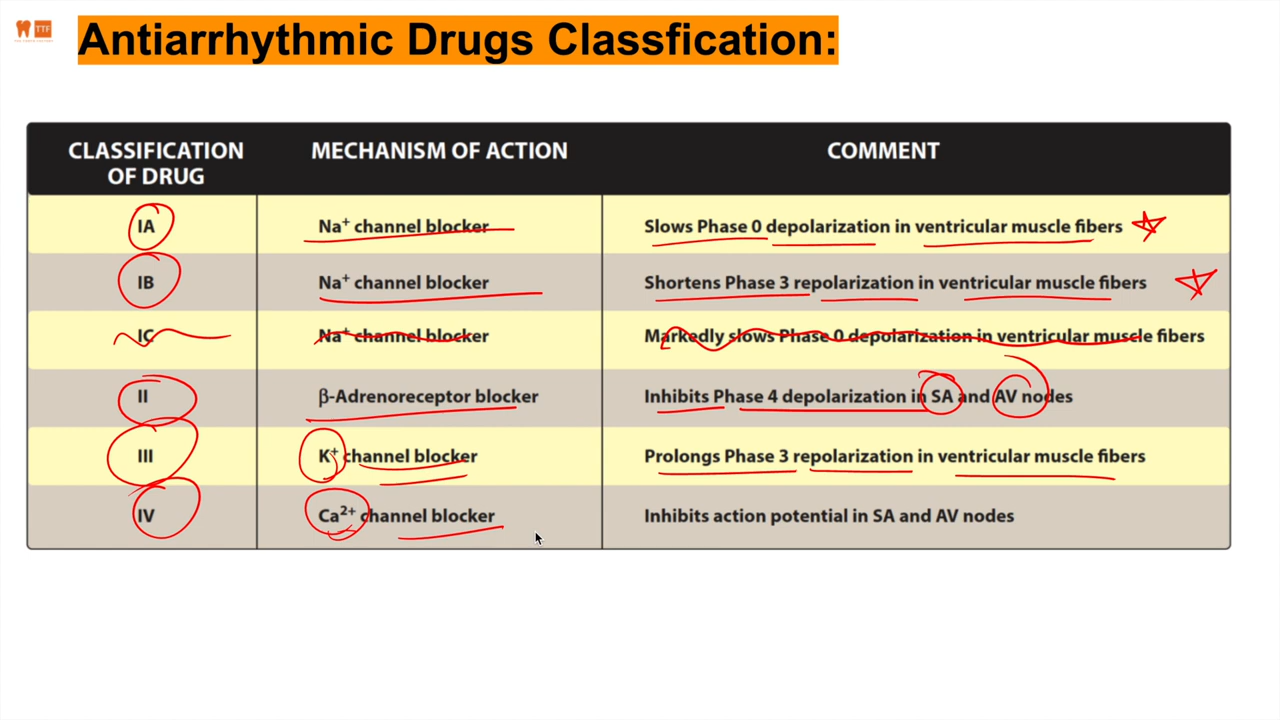 TTF
Antiarrhythmic Drugs Classfication:
CLASSIFICATION OF DRUG MECHANISM OF ACTION COMMENT
IA Na+ channel blocker Slows Phase 0 depolarization in ventricular muscle fibers
IB Na+ channel blocker Shortens Phase 3 repolarization in ventricular muscle fibers
IC Na+ channel blocker Markedly slows Phase 0 depolarization in ventricular muscle fibers
II β-Adrenoreceptor blocker Inhibits Phase 4 depolarization in SA and AV nodes
III K+ channel blocker Prolongs Phase 3 repolarization in ventricular muscle fibers
IV Ca2+ channel blocker Inhibits action potential in SA and AV nodes